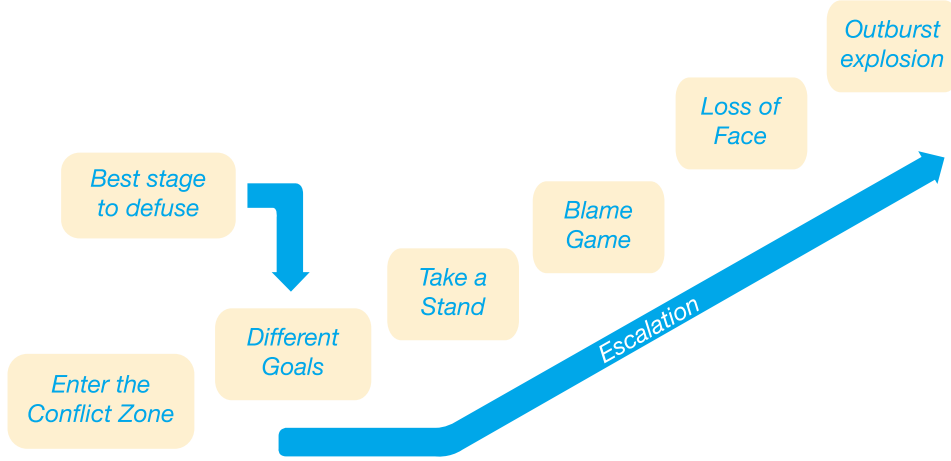 Outburst
explosion
Loss of
Face
Best stage
to defuse
Blame
Game
Take a
Stand
Different
Goals
Escalation
Enter the
Conflict Zone